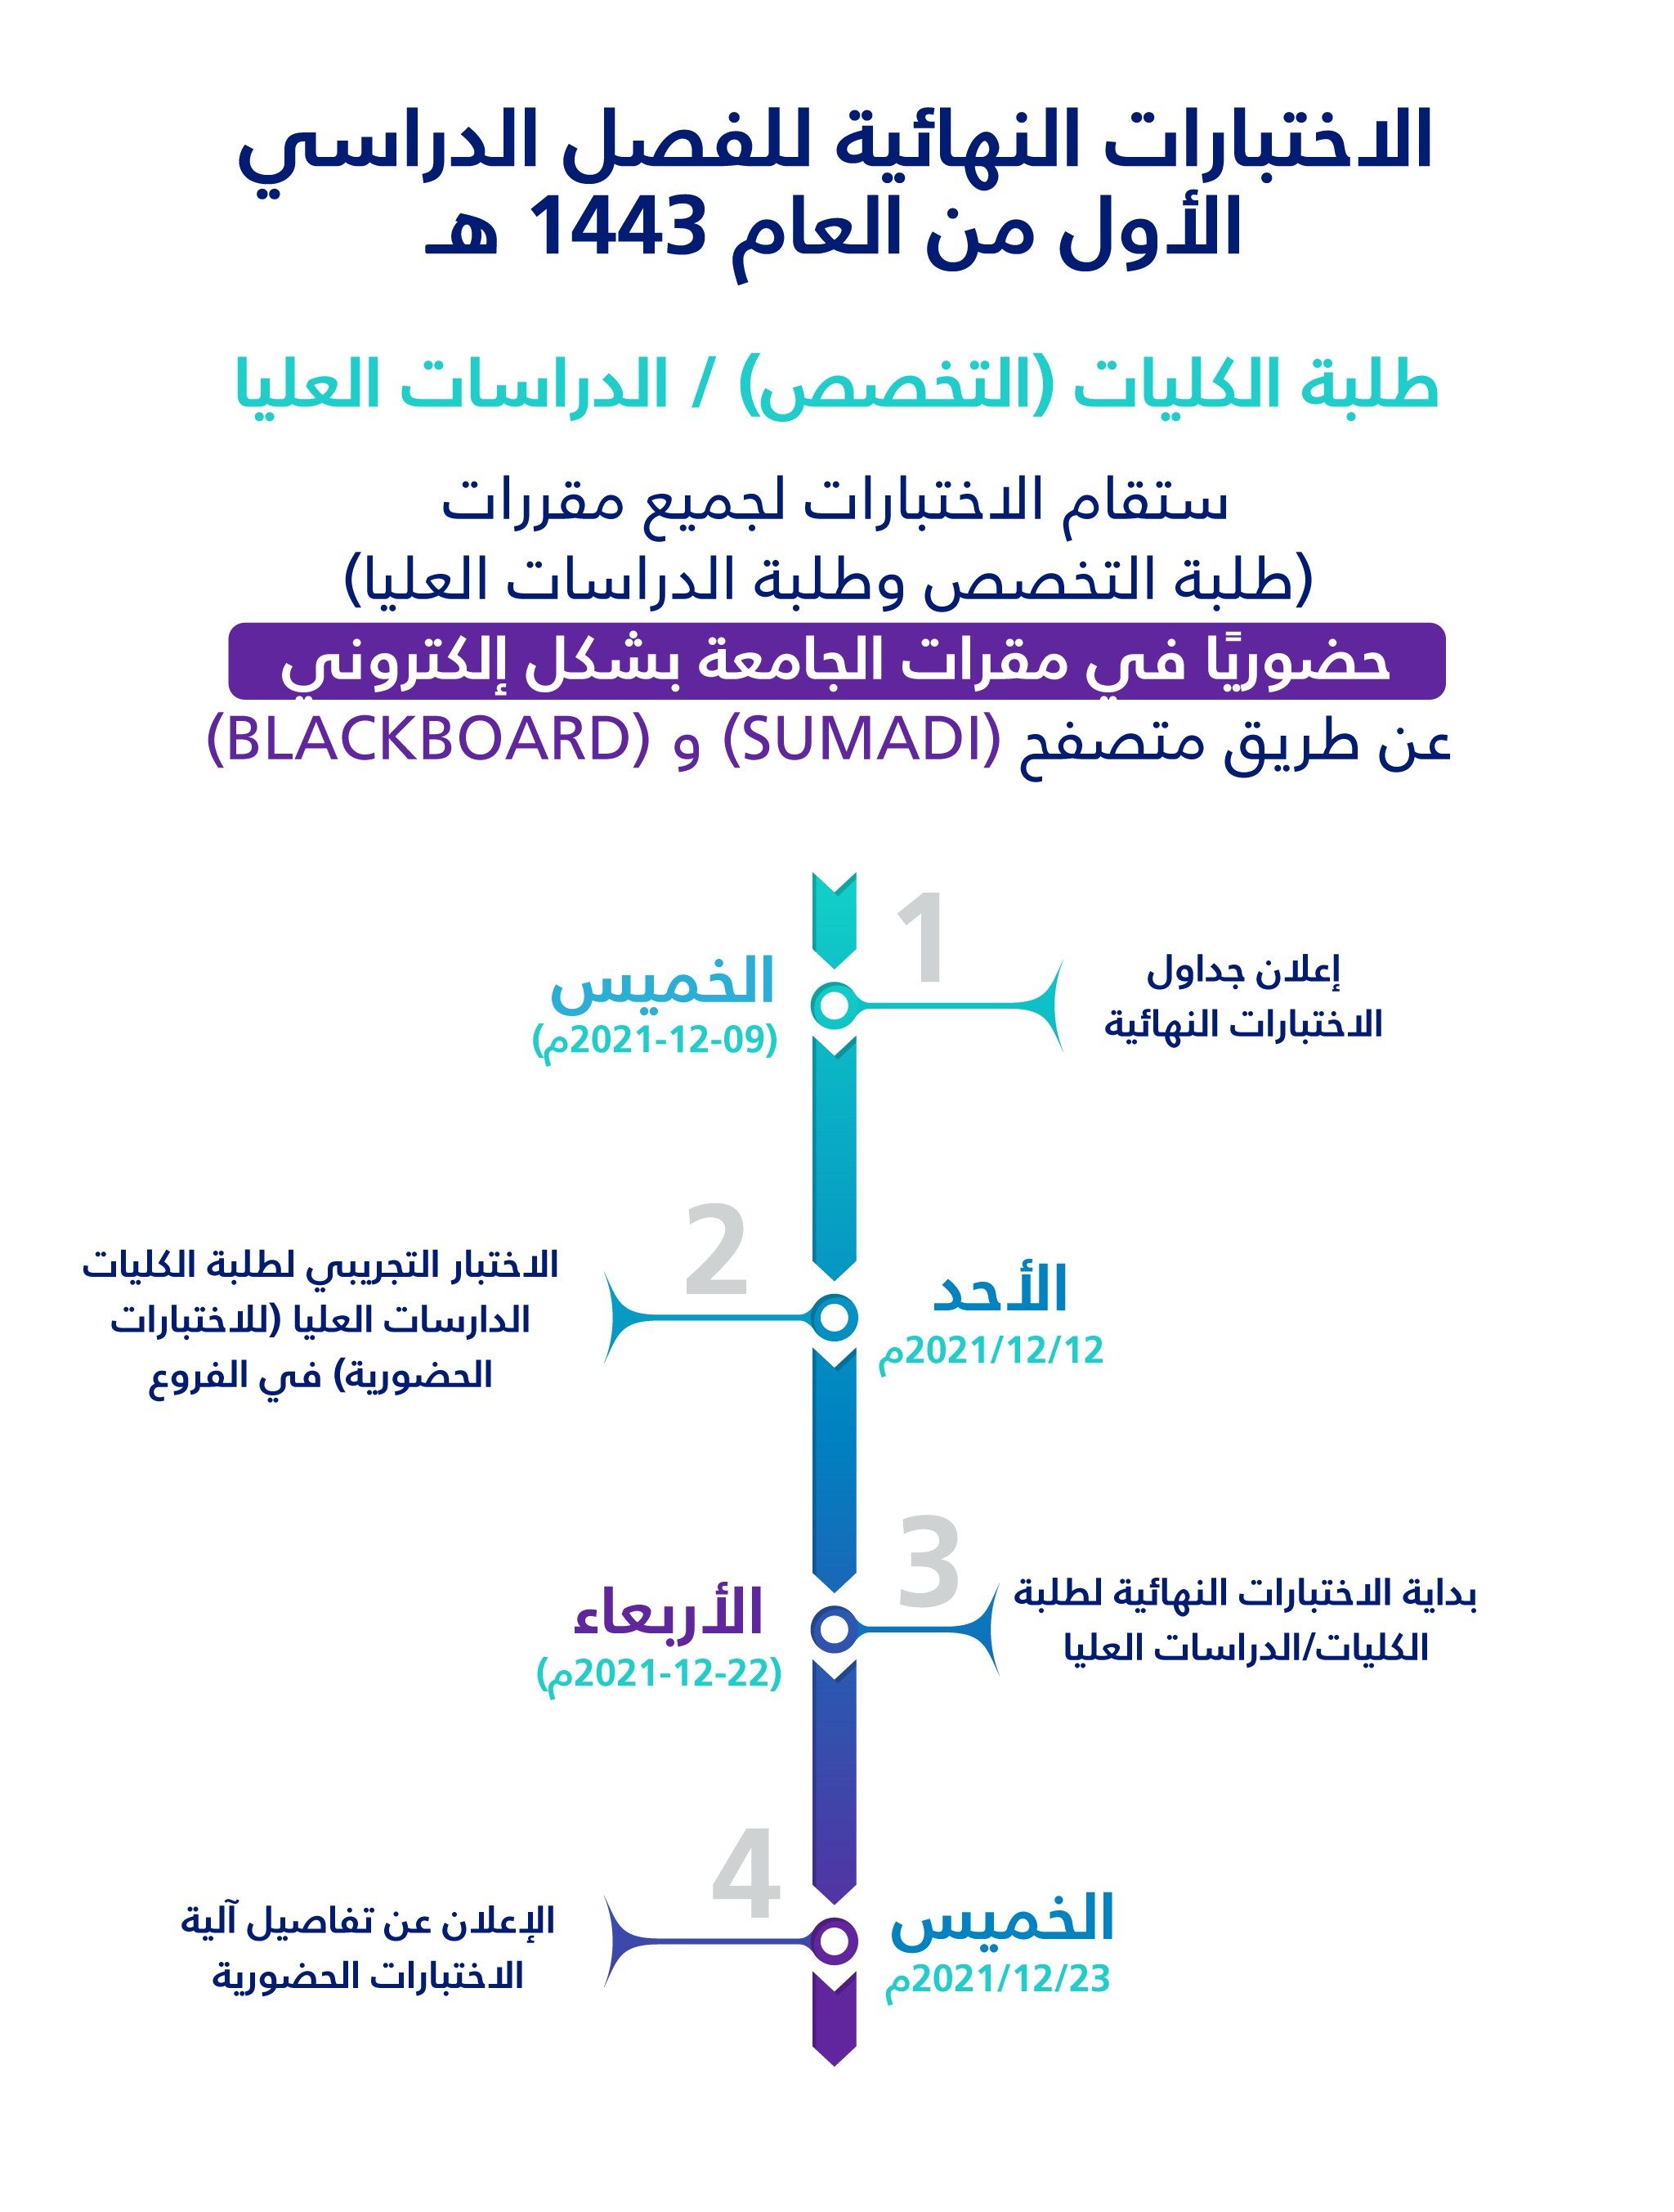 الاختبارات النهائية للفصل الدراسي
الأول من العام 1443 هـ
طلبة الكليات (التخصص) / الدراسات العليا
ستقام الاختبارات لجميع مقررات
(طلبة التخصص وطلبة الدراسات العليا)
حضوريًا في مقرات الجامعة بشكل إلكتروني
عن طريق متصفح (SUMADI) و (BLACKBOARD)
1
إعلان جداول
الاختبارات النهائية
الخميس
(2021-12-09م)
2
الأحد
2021/12/12م
الاختبار التجريبي لطلبة الكليات
الدارسات العليا (للاختبارات
الحضورية) في الفروع
3
بداية الاختبارات النهائية لطلبة
الكليات/الدراسات العليا
الأربعاء
(2021-12-22م)
4
الخميس
2021/12/23م
الإعلان عن تفاصيل آلية
الاختبارات الحضورية